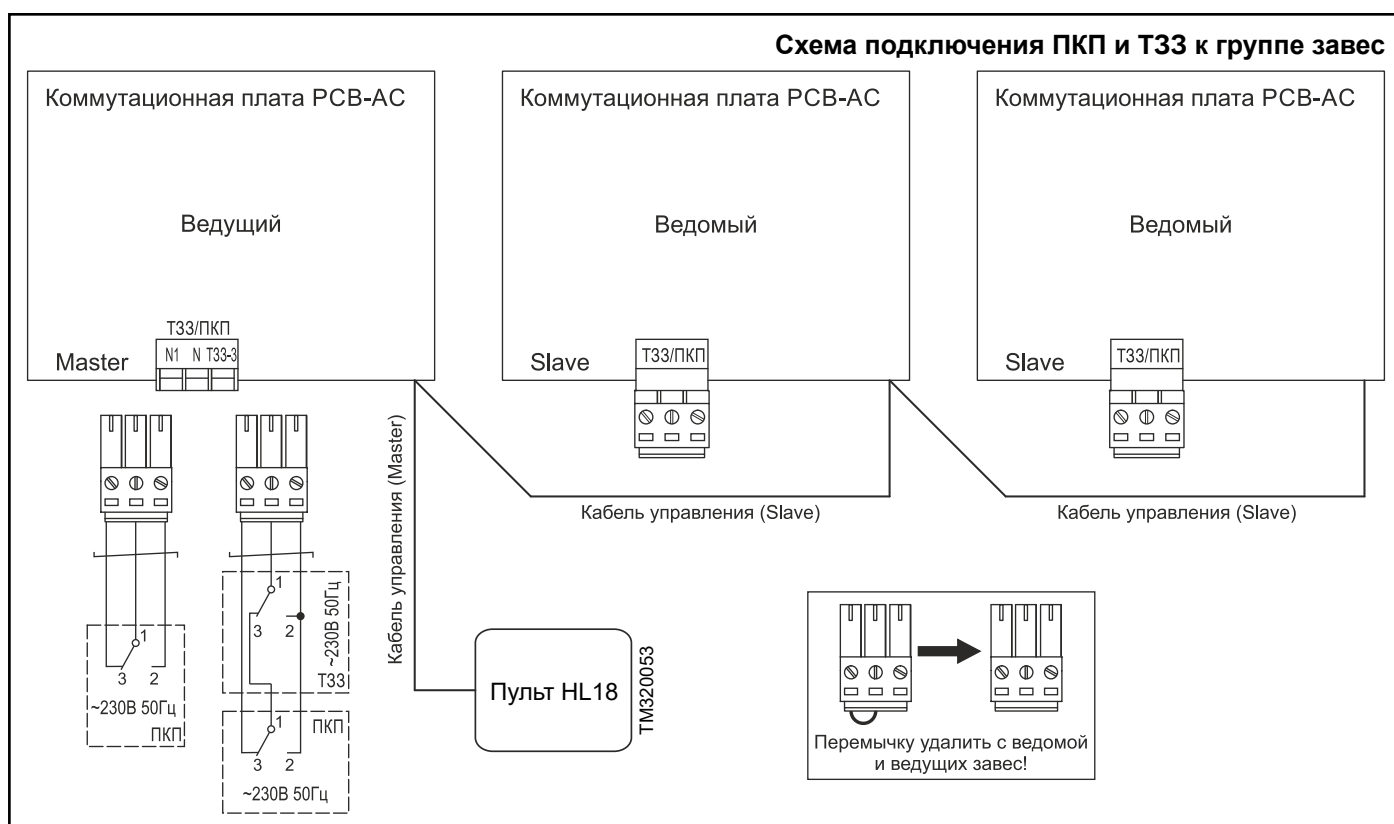 Схема подключения ПКП и ТЗЗ к группе завес
Коммутационная плата PCB-AC
Ведущий
ТЗЗ/ПКП
N1 N ТЗЗ-3
Master
Коммутационная плата PCB-AC
Ведомый
Slave
ТЗЗ/ПКП
Коммутационная плата PCB-AC
Ведомый
Slave
ТЗЗ/ПКП
Кабель управления (Master)
Кабель управления (Slave)
Кабель управления (Slave)
1
3 2
~230В 50Гц
ПКП
1
3 2
~230В 50Гц
ТЗЗ
ПКП
1
3 2
~230В 50Гц
Пульт HL18
TM320053
Перемычку удалить с ведомой
и ведущих завес!